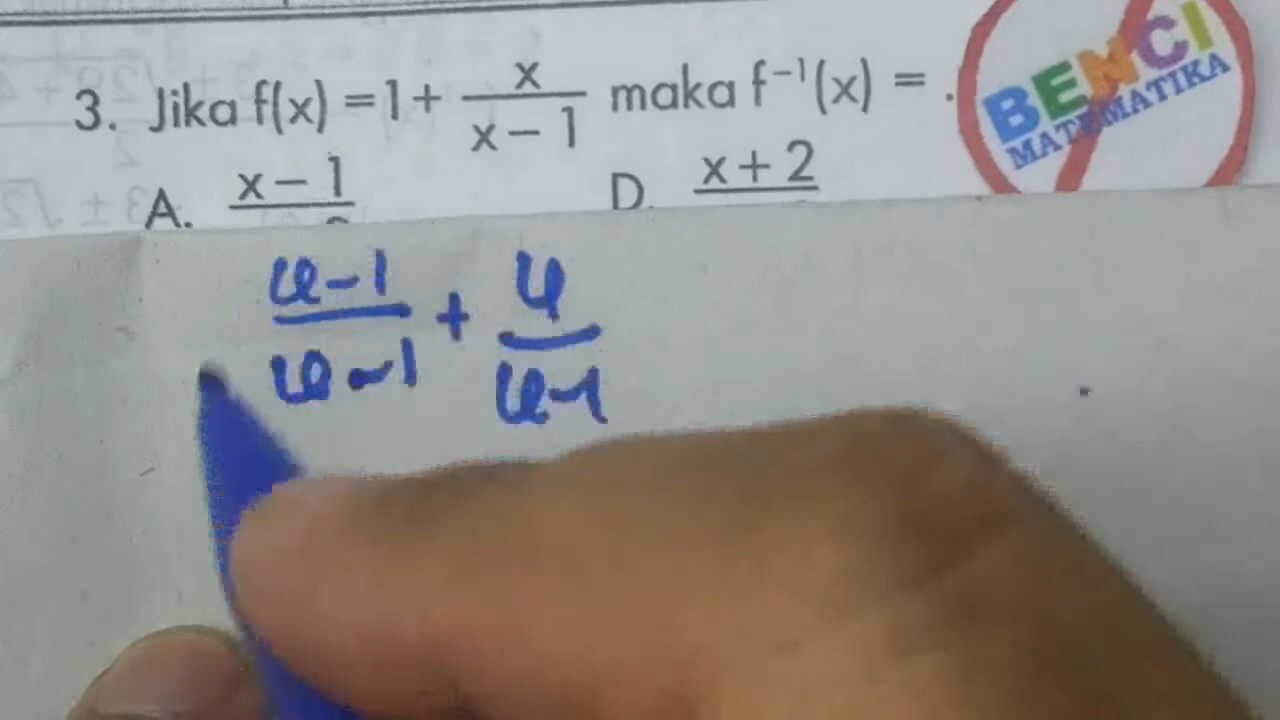 3. Jika f(x) = 1 + x / (x – 1) maka f⁻¹(x) = .
BENCI
MATEMATIKA
A. x – 1
D. x + 2
x-1 / x-1 + x / x-1